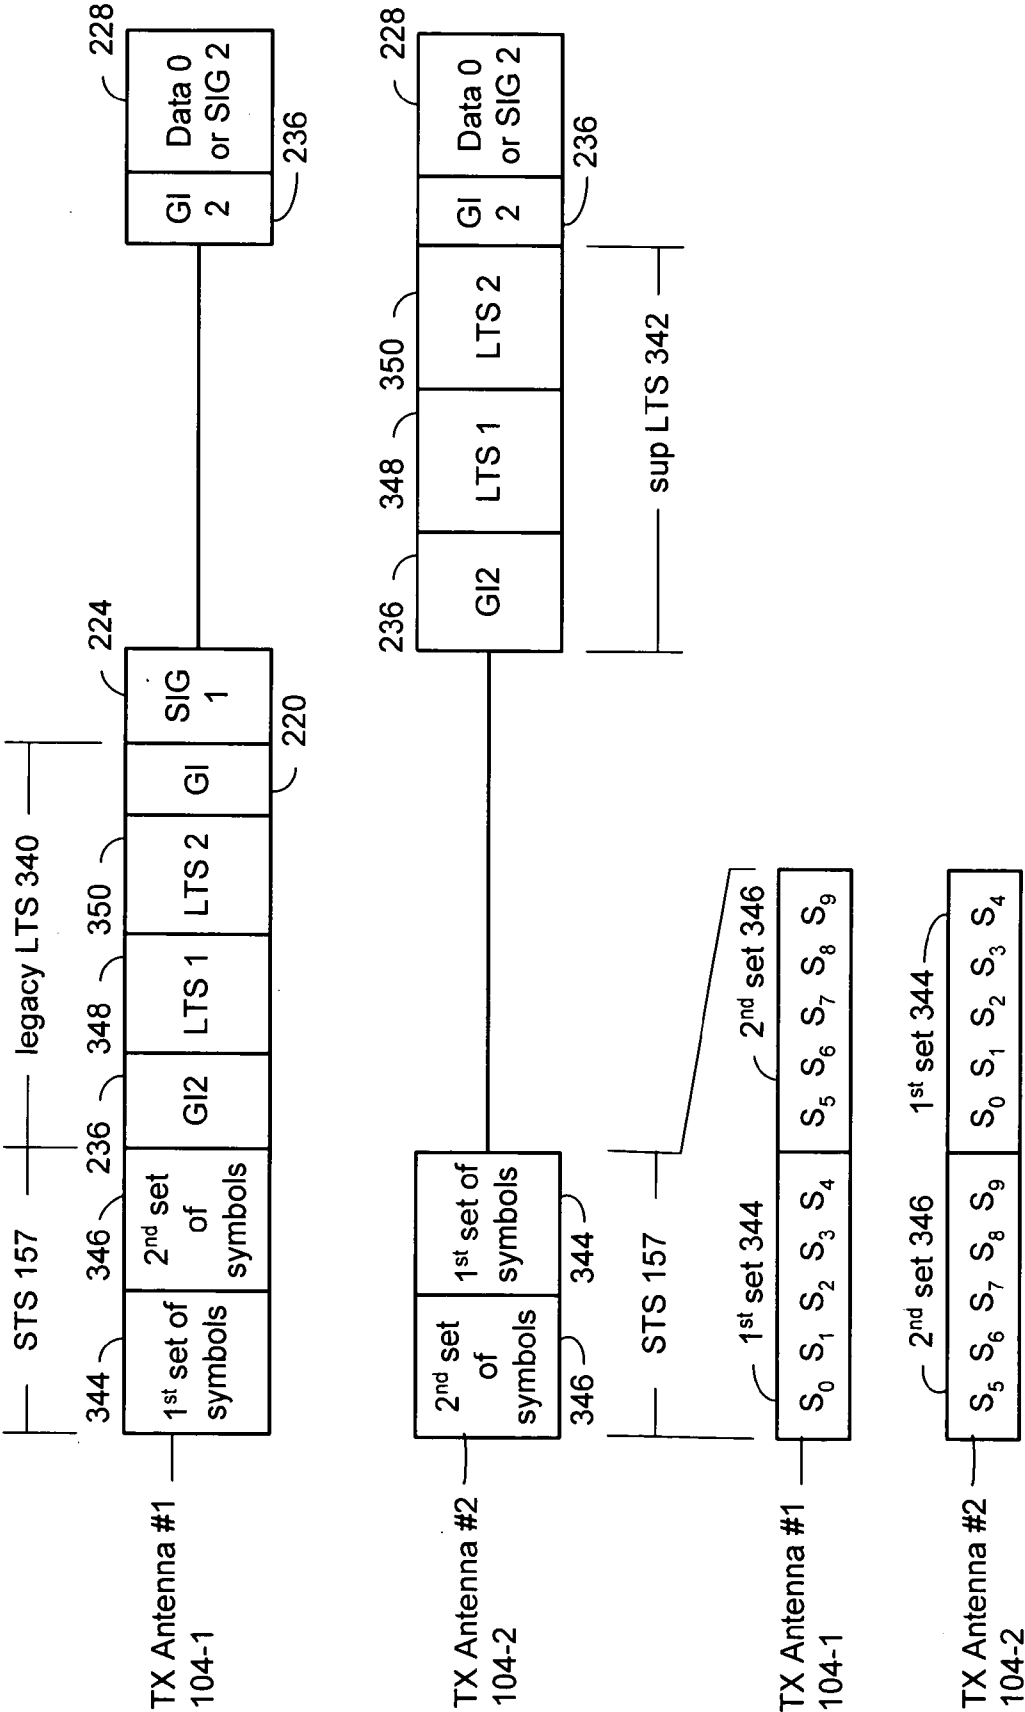 STS 157
legacy LTS 340
344
346
236
348
350
224
228
TX Antenna #1
104-1
1st set of
symbols
2nd set
of
symbols
GI2
LTS 1
LTS 2
GI
SIG
1
GI
2
Data 0
or SIG 2
220
236
236
348
350
228
TX Antenna #2
104-2
2nd set
of
symbols
1st set of
symbols
GI2
LTS 1
LTS 2
GI
2
Data 0
or SIG 2
346
344
236
STS 157
sup LTS 342
1st set 344
2nd set 346
TX Antenna #1
104-1
S0 S1 S2 S3 S4
S5 S6 S7 S8 S9
2nd set 346
1st set 344
TX Antenna #2
104-2
S5 S6 S7 S8 S9
S0 S1 S2 S3 S4